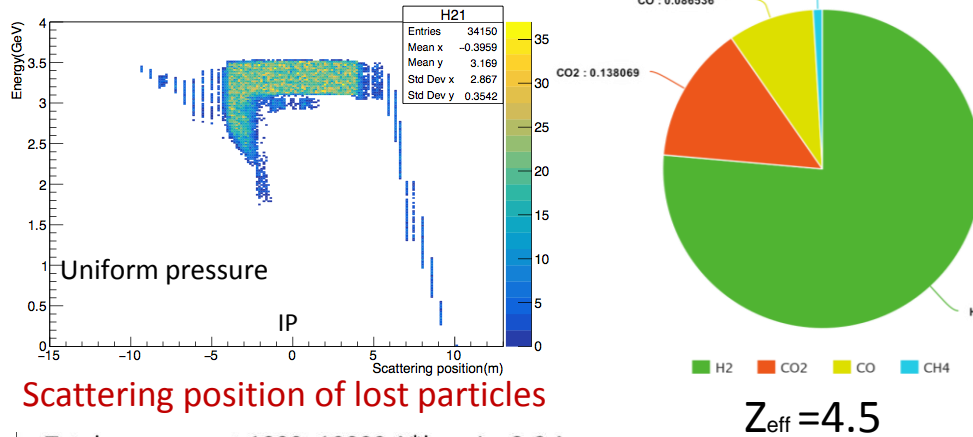 H21
Entries 34150
Mean x −0.3959
Mean y 3.169
Std Dev x 2.867
Std Dev y 0.3542
Energy(GeV)
4
3.5
3
2.5
2
1.5
1
0.5
0
−15 −10 −5 0 5 10
Scattering position(m)
35
30
25
20
15
10
5
0
Uniform pressure
IP
Scattering position of lost particles
CO : 0.086536
CO2 : 0.138069
H2 CO2 CO CH4
Zeff =4.5